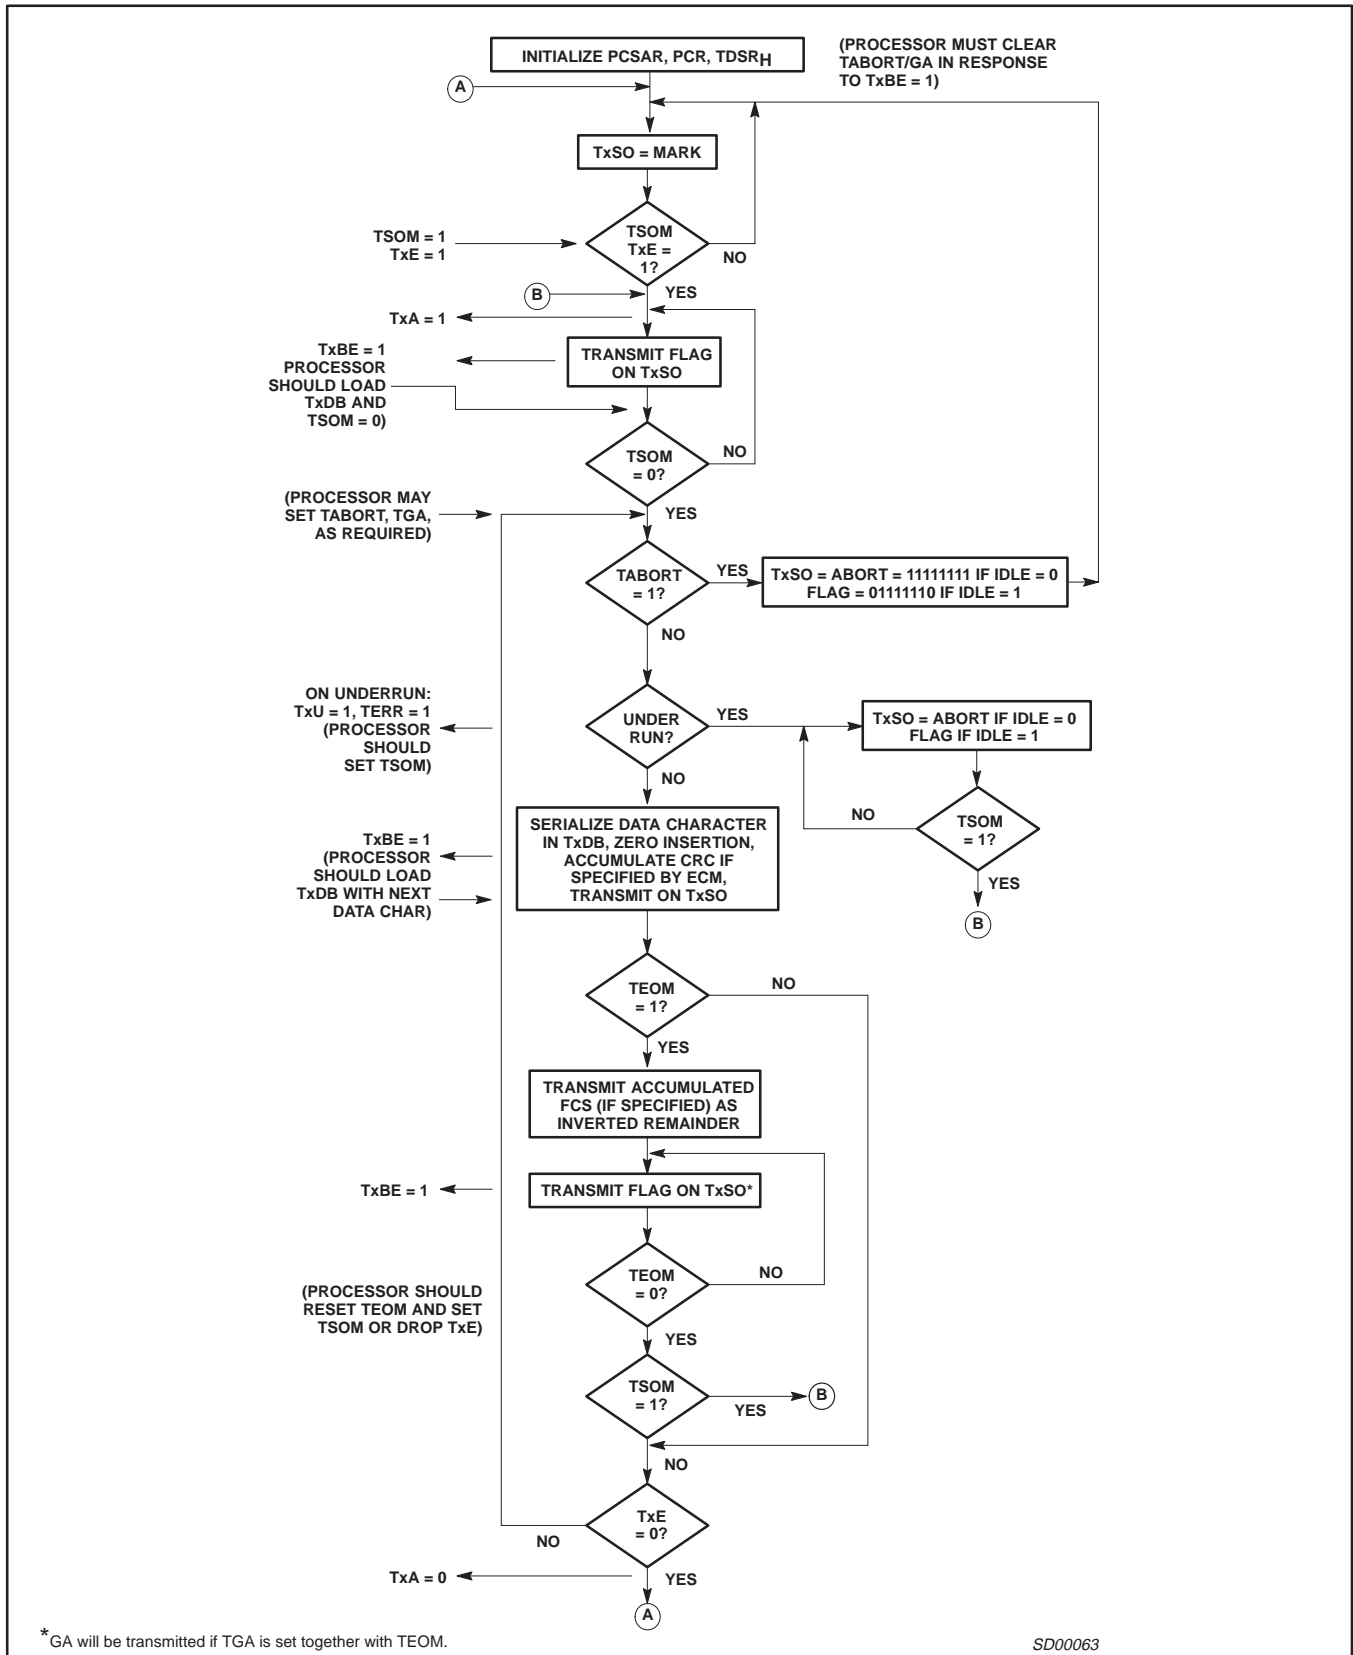 INITIALIZE PCSAR, PCR, TDSRH
(PROCESSOR MUST CLEAR
TABORT/GA IN RESPONSE
TO TxBE = 1)
A
TxSO = MARK
TSOM
TxE =
1?
NO
TSOM = 1
TxE = 1
B
YES
TxA = 1
TRANSMIT FLAG
ON TxSO
TxBE = 1
PROCESSOR
SHOULD LOAD
TxDB AND
TSOM = 0)
TSOM
= 0?
NO
YES
(PROCESSOR MAY
SET TABORT, TGA,
AS REQUIRED)
TABORT
= 1?
YES
TxSO = ABORT = 11111111 IF IDLE = 0
FLAG = 01111110 IF IDLE = 1
NO
ON UNDERRUN:
TxU = 1, TERR = 1
(PROCESSOR
SHOULD
SET TSOM)
UNDER
RUN?
YES
TxSO = ABORT IF IDLE = 0
FLAG IF IDLE = 1
NO
TSOM
= 1?
NO
YES
B
SERIALIZE DATA CHARACTER
IN TxDB, ZERO INSERTION,
ACCUMULATE CRC IF
SPECIFIED BY ECM,
TRANSMIT ON TxSO
TxBE = 1
(PROCESSOR
SHOULD LOAD
TxDB WITH NEXT
DATA CHAR)
TEOM
= 1?
NO
YES
TRANSMIT ACCUMULATED
FCS (IF SPECIFIED) AS
INVERTED REMAINDER
TxBE = 1
TRANSMIT FLAG ON TxSO*
TEOM
= 0?
NO
(PROCESSOR SHOULD
RESET TEOM AND SET
TSOM OR DROP TxE)
YES
TSOM
= 1?
YES
B
NO
TxE
= 0?
NO
TxA = 0
YES
A
*GA will be transmitted if TGA is set together with TEOM.
SD00063